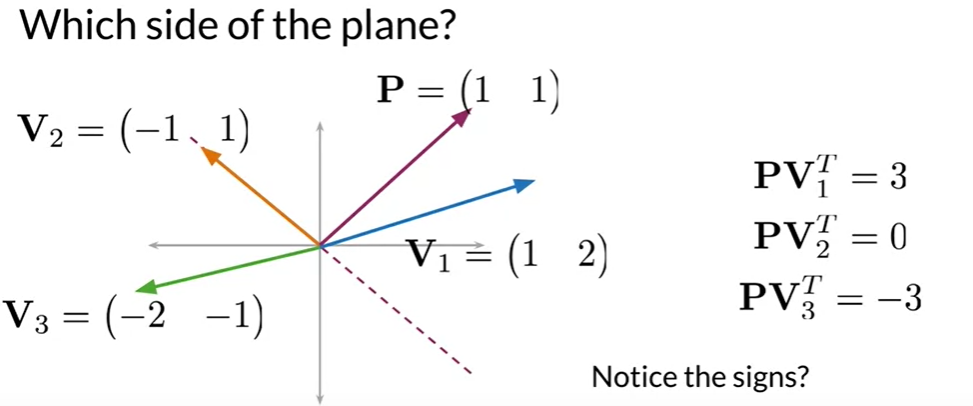 Which side of the plane?
P = (1 1)
V₂ = (−1 1)
PV₁ᵀ = 3
PV₂ᵀ = 0
V₁ = (1 2)
PV₃ᵀ = −3
V₃ = (−2 −1)
Notice the signs?